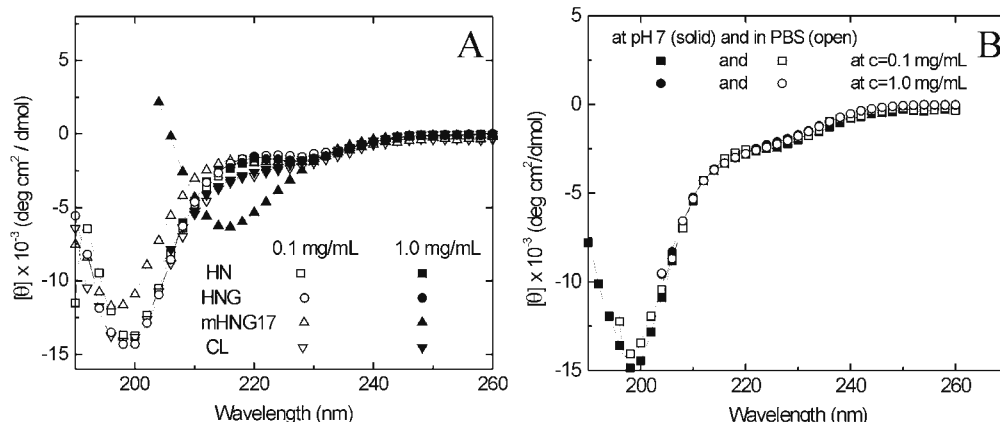 A
5
0
-5
-10
-15
[θ] x 10⁻³ (deg cm² / dmol)
0.1 mg/mL 1.0 mg/mL
HN
HNG
mHNG17
CL
200 220 240 260
Wavelength (nm)
B
at pH 7 (solid) and in PBS (open)
and at c=0.1 mg/mL
and at c=1.0 mg/mL
5
0
-5
-10
-15
[θ] x 10⁻³ (deg cm²/dmol)
200 220 240 260
Wavelength (nm)